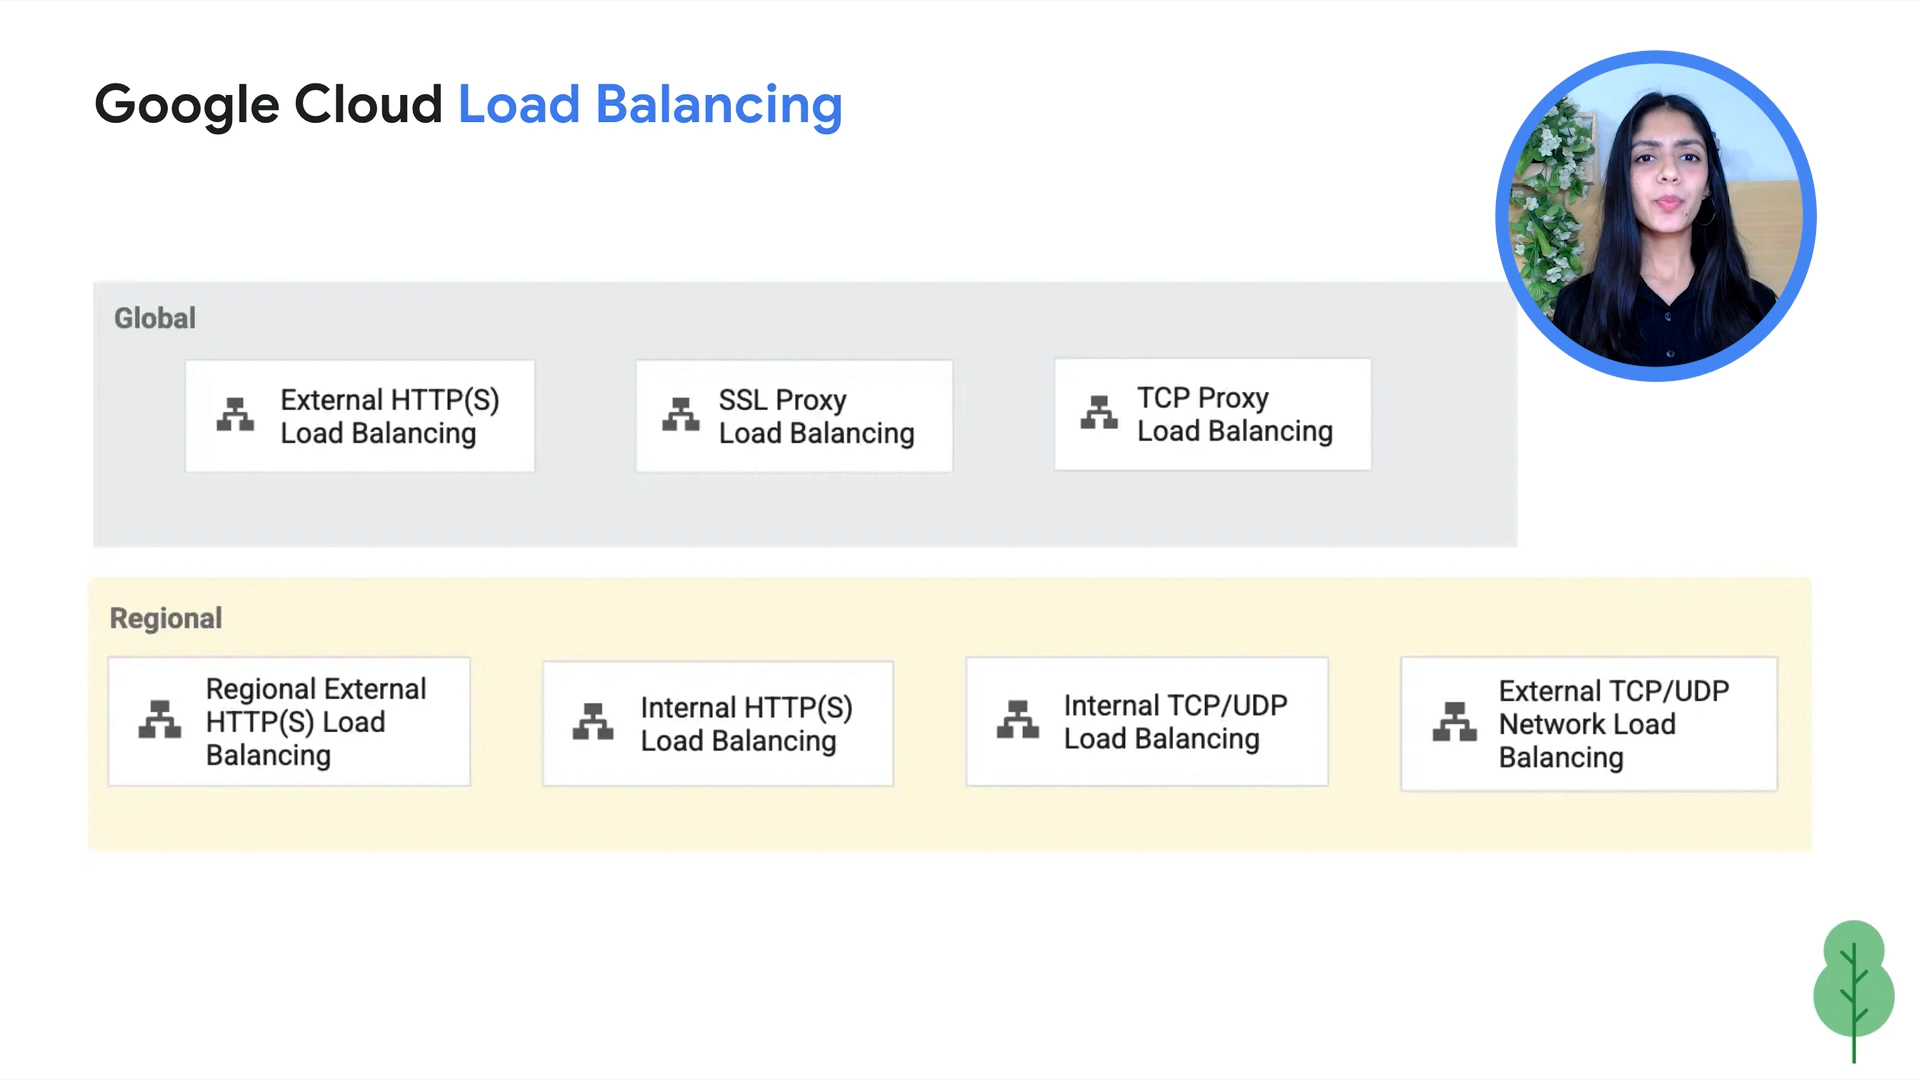 Google Cloud Load Balancing
Global
External HTTP(S)
Load Balancing
SSL Proxy
Load Balancing
TCP Proxy
Load Balancing
Regional
Regional External
HTTP(S) Load
Balancing
Internal HTTP(S)
Load Balancing
Internal TCP/UDP
Load Balancing
External TCP/UDP
Network Load
Balancing